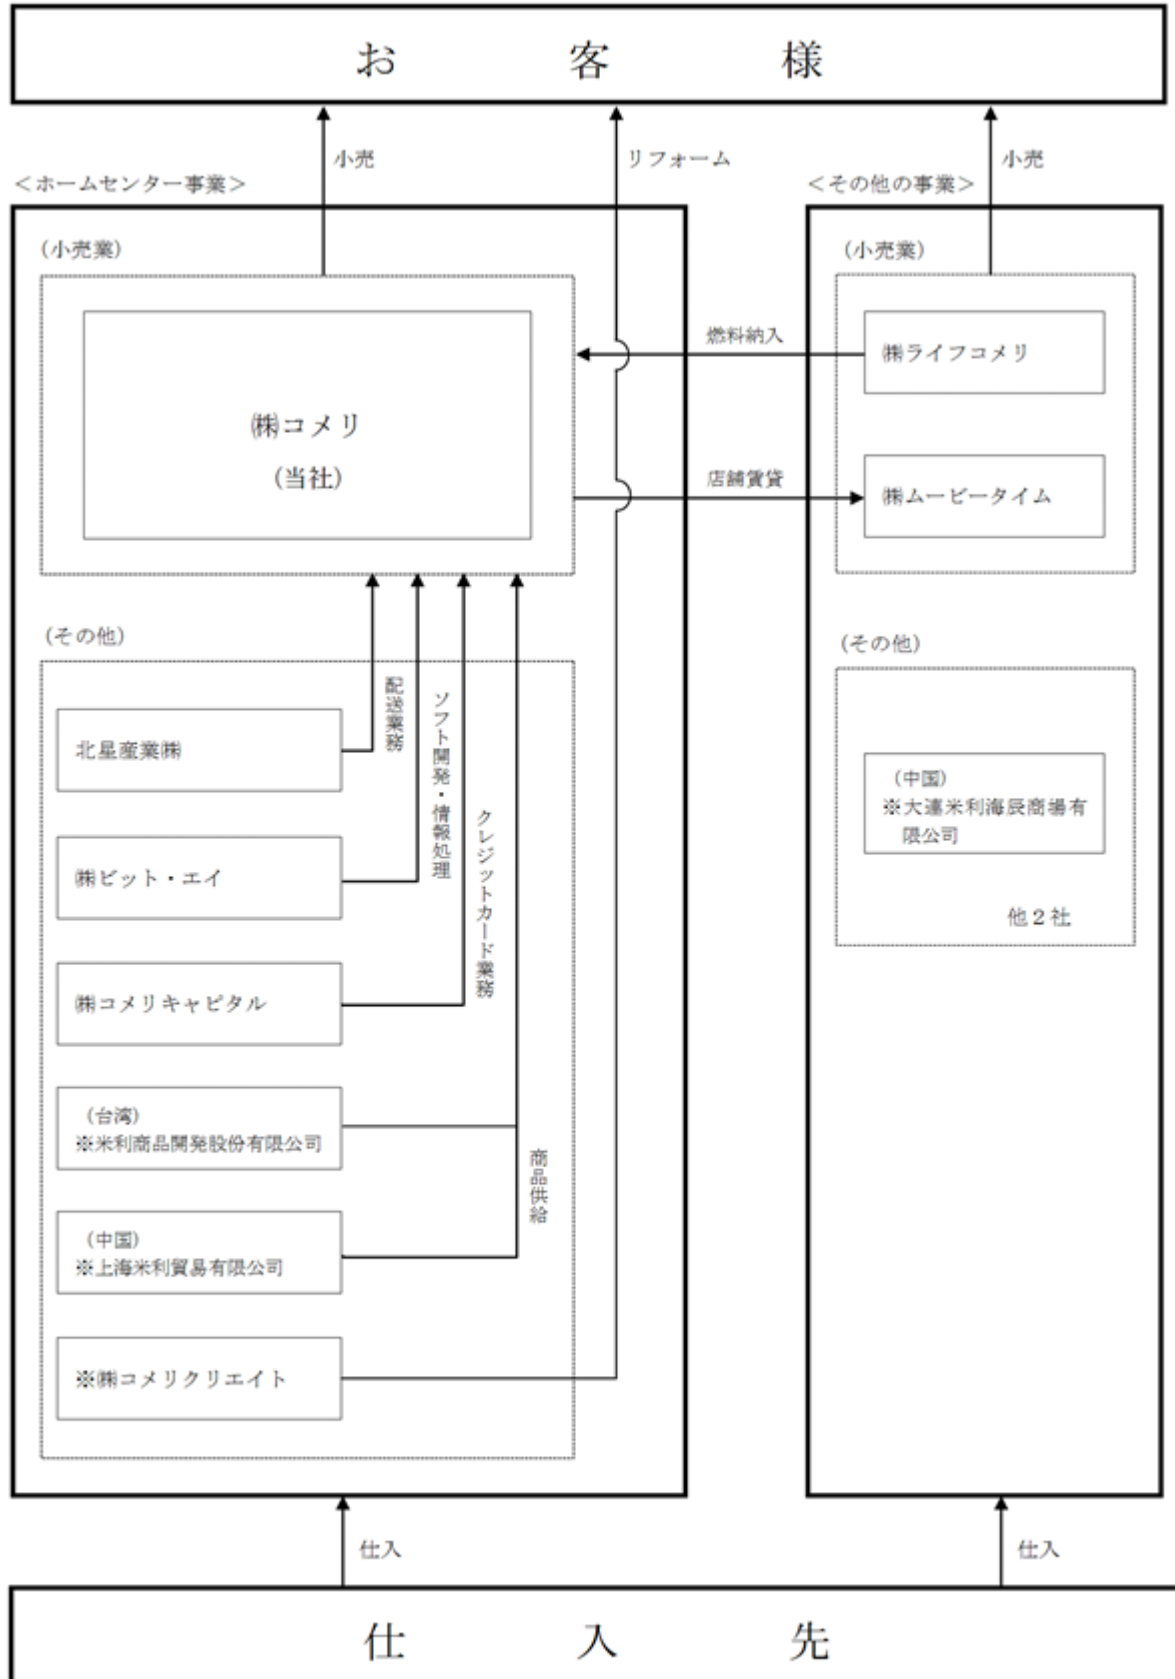 お客様
小売
リフォーム
小売
＜ホームセンター事業＞
＜その他の事業＞
(小売業)
(小売業)
㈱コメリ
(当社)
燃料納入
㈱ライフコメリ
店舗賃貸
㈱ムービータイム
(その他)
(その他)
北星産業㈱
配送業務
㈱ビット・エイ
ソフト開発・情報処理
㈱コメリキャピタル
クレジットカード業務
(台湾)
※米利商品開発股份有限公司
商品供給
(中国)
※上海米利貿易有限公司
※㈱コメリクリエイト
(中国)
※大連米利海辰商場有
限公司
他２社
仕入
仕入
仕入先